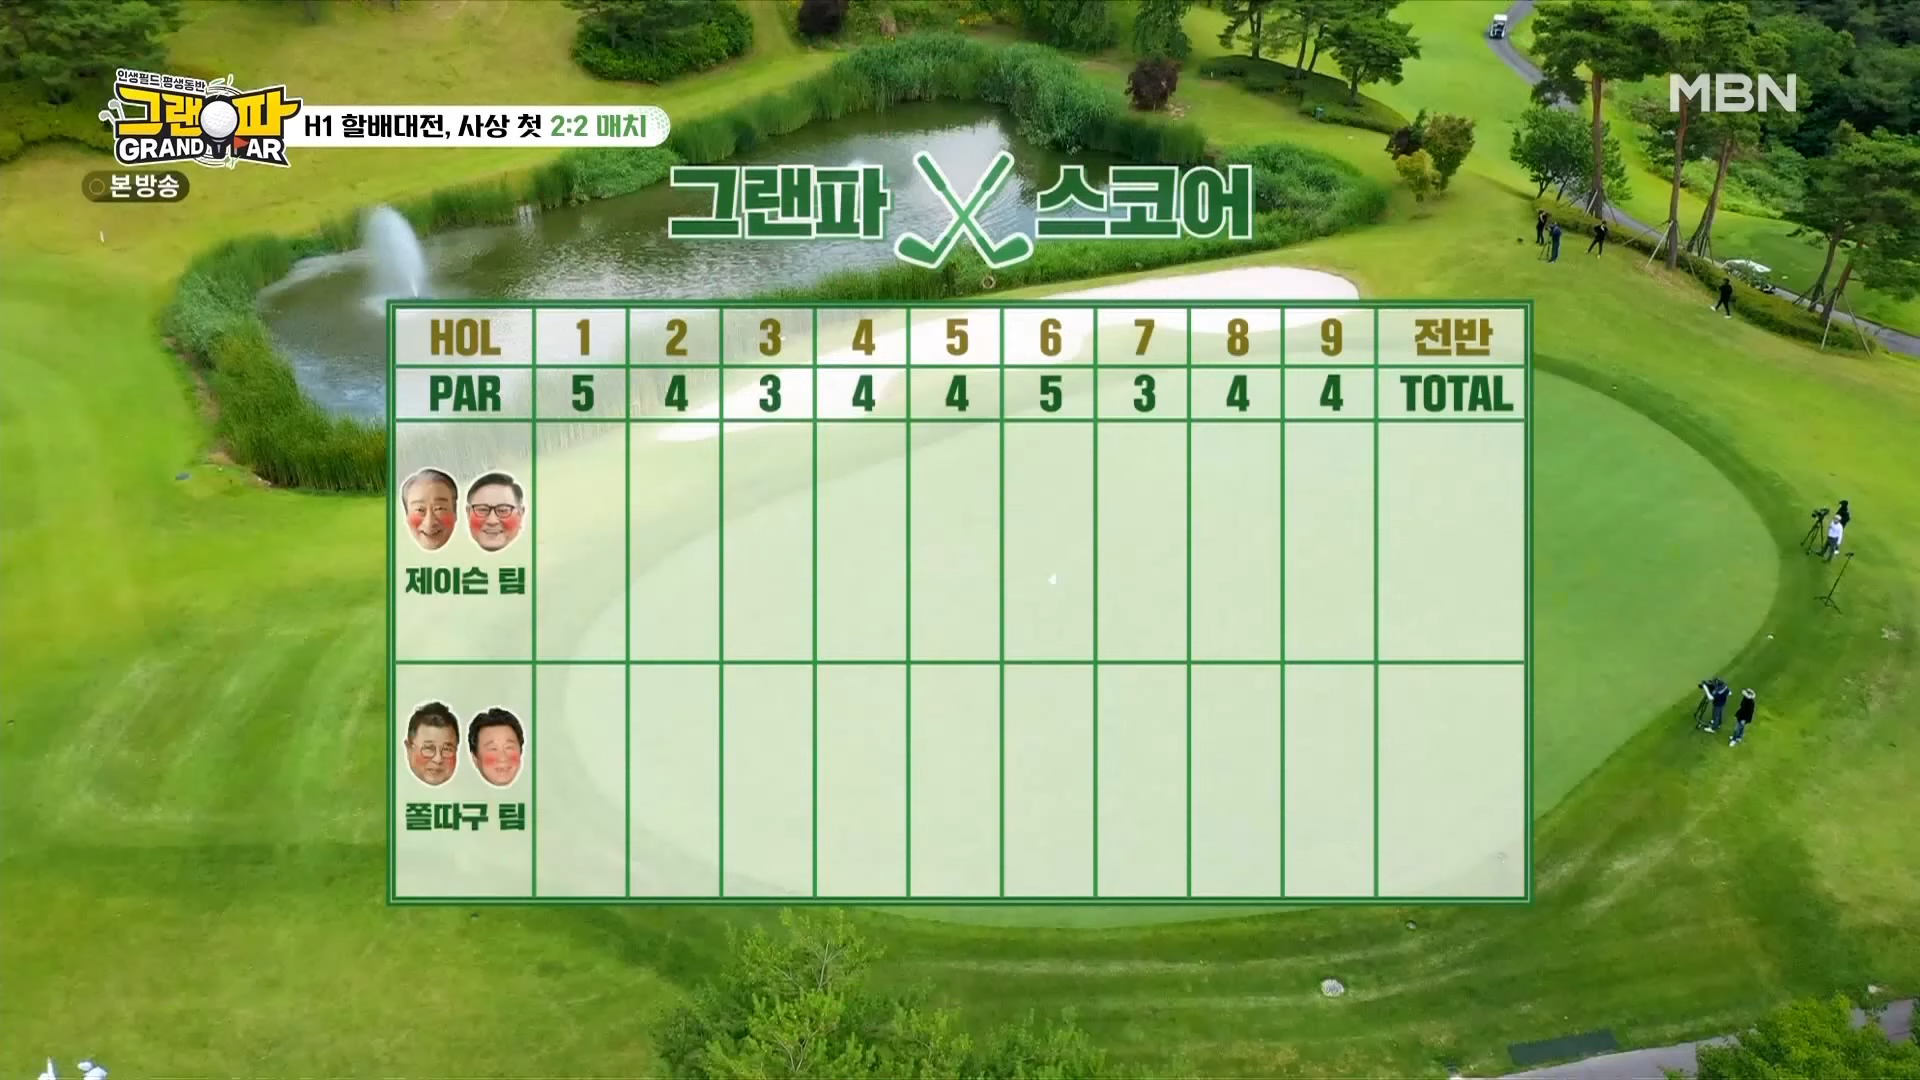 인생필드 평생동반
그랜파
GRANDPAR
H1 할배대전, 사상 첫 2:2 매치
본 방송
MBN
그랜파 스코어
HOL 1 2 3 4 5 6 7 8 9 전반
PAR 5 4 3 4 4 5 3 4 4 TOTAL
제이슨 팀
쫄따구 팀